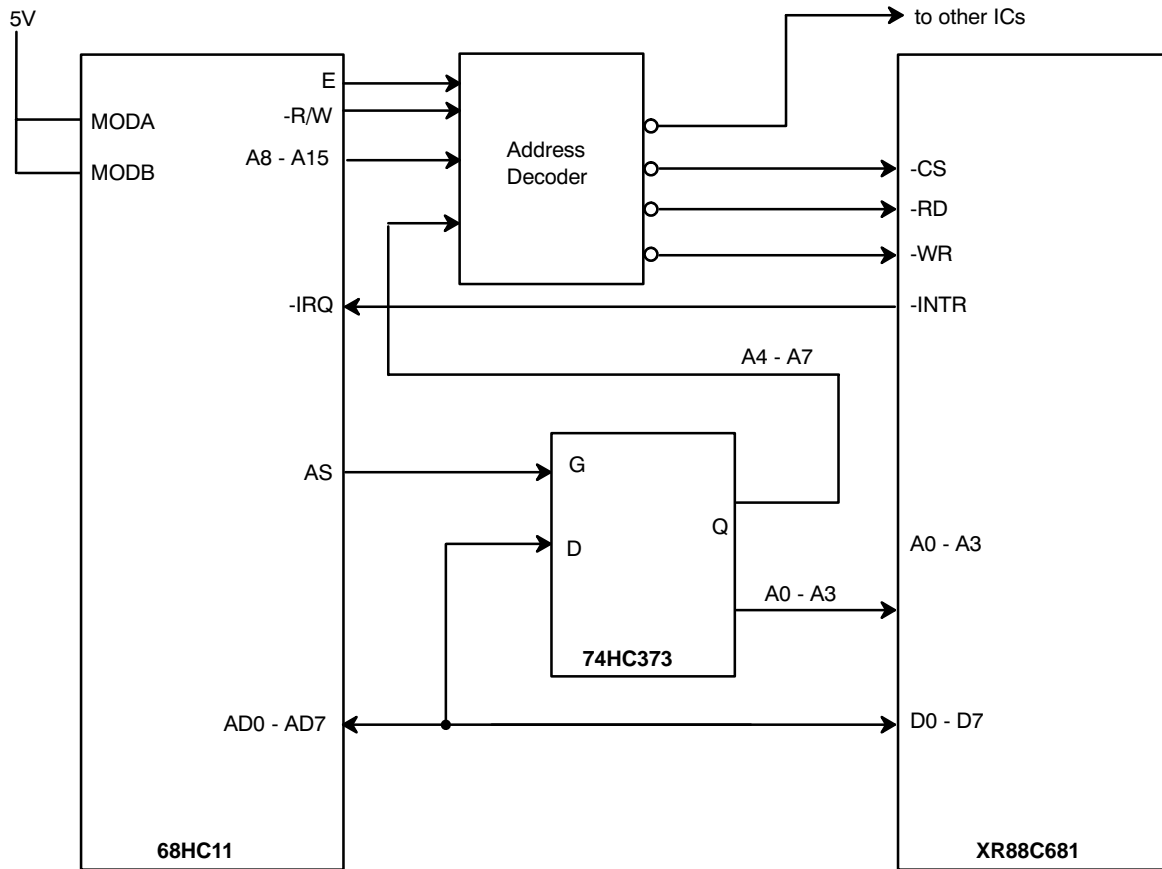 5V
to other ICs
E
-R/W
MODA
A8 - A15
Address
Decoder
MODB
-CS
-RD
-WR
-IRQ
-INTR
A4 - A7
AS
G
Q
D
A0 - A3
A0 - A3
74HC373
AD0 - AD7
D0 - D7
68HC11
XR88C681